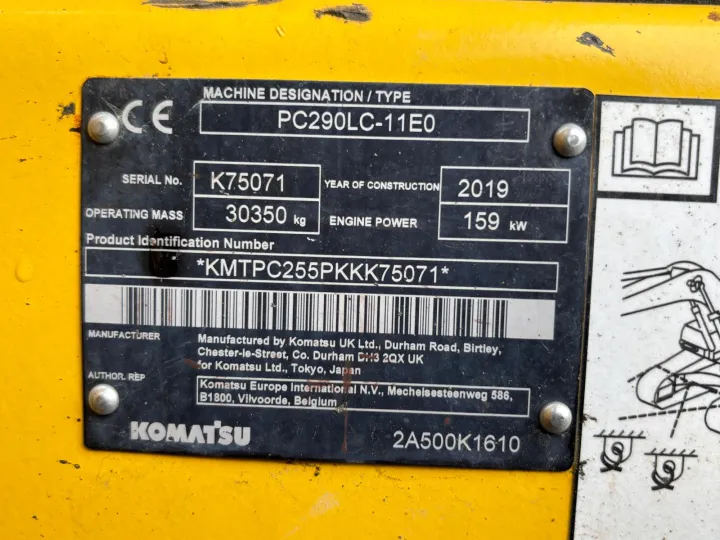 CE
MACHINE DESIGNATION / TYPE
PC290LC-11E0
SERIAL No. K75071 YEAR OF CONSTRUCTION 2019
OPERATING MASS 30350 kg ENGINE POWER 159 kW
Product Identification Number
*KMTPC255PKKK75071*
MANUFACTURER
Manufactured by Komatsu UK Ltd., Durham Road, Birtley,
Chester-le-Street, Co. Durham DH3 2QX UK
for Komatsu Ltd., Tokyo, Japan
AUTHOR. REP
Komatsu Europe International N.V., Mechelsesteenweg 586,
B1800, Vilvoorde, Belgium
KOMATSU
2A500K1610